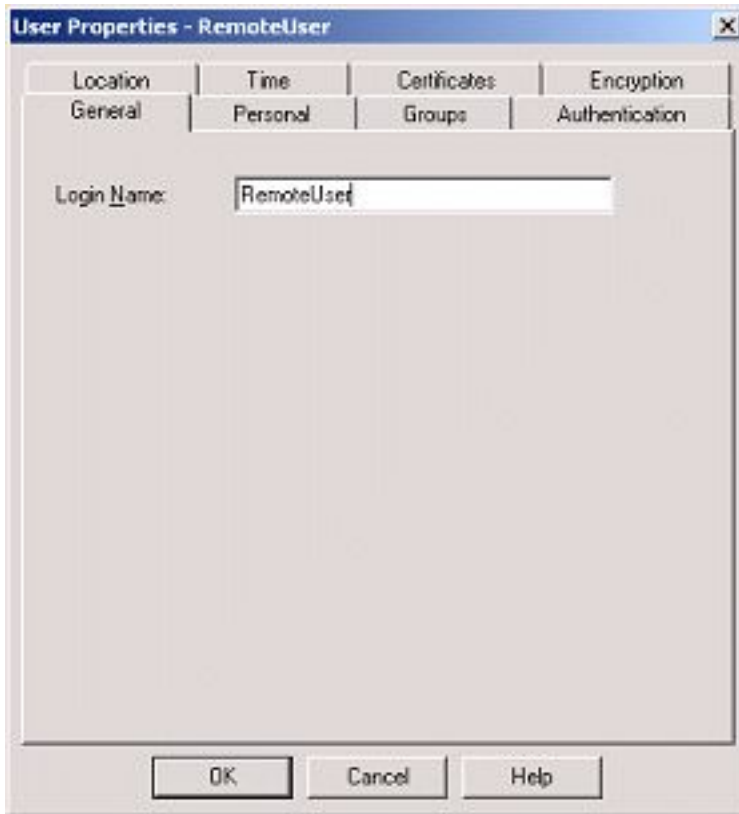 User Properties - RemoteUser
Location Time Certificates Encryption
General Personal Groups Authentication
Login Name: RemoteUser
OK Cancel Help